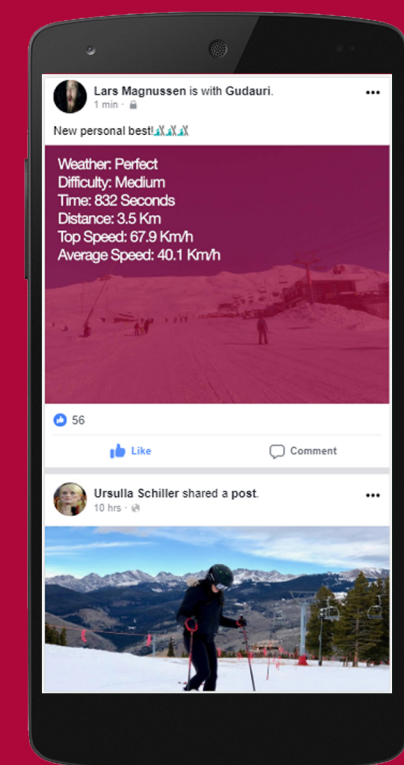 Lars Magnussen is with Gudauri.
1 min ·
New personal best!
Weather: Perfect
Difficulty: Medium
Time: 832 Seconds
Distance: 3.5 Km
Top Speed: 67.9 Km/h
Average Speed: 40.1 Km/h
56
Like Comment
Ursulla Schiller shared a post.
10 hrs ·